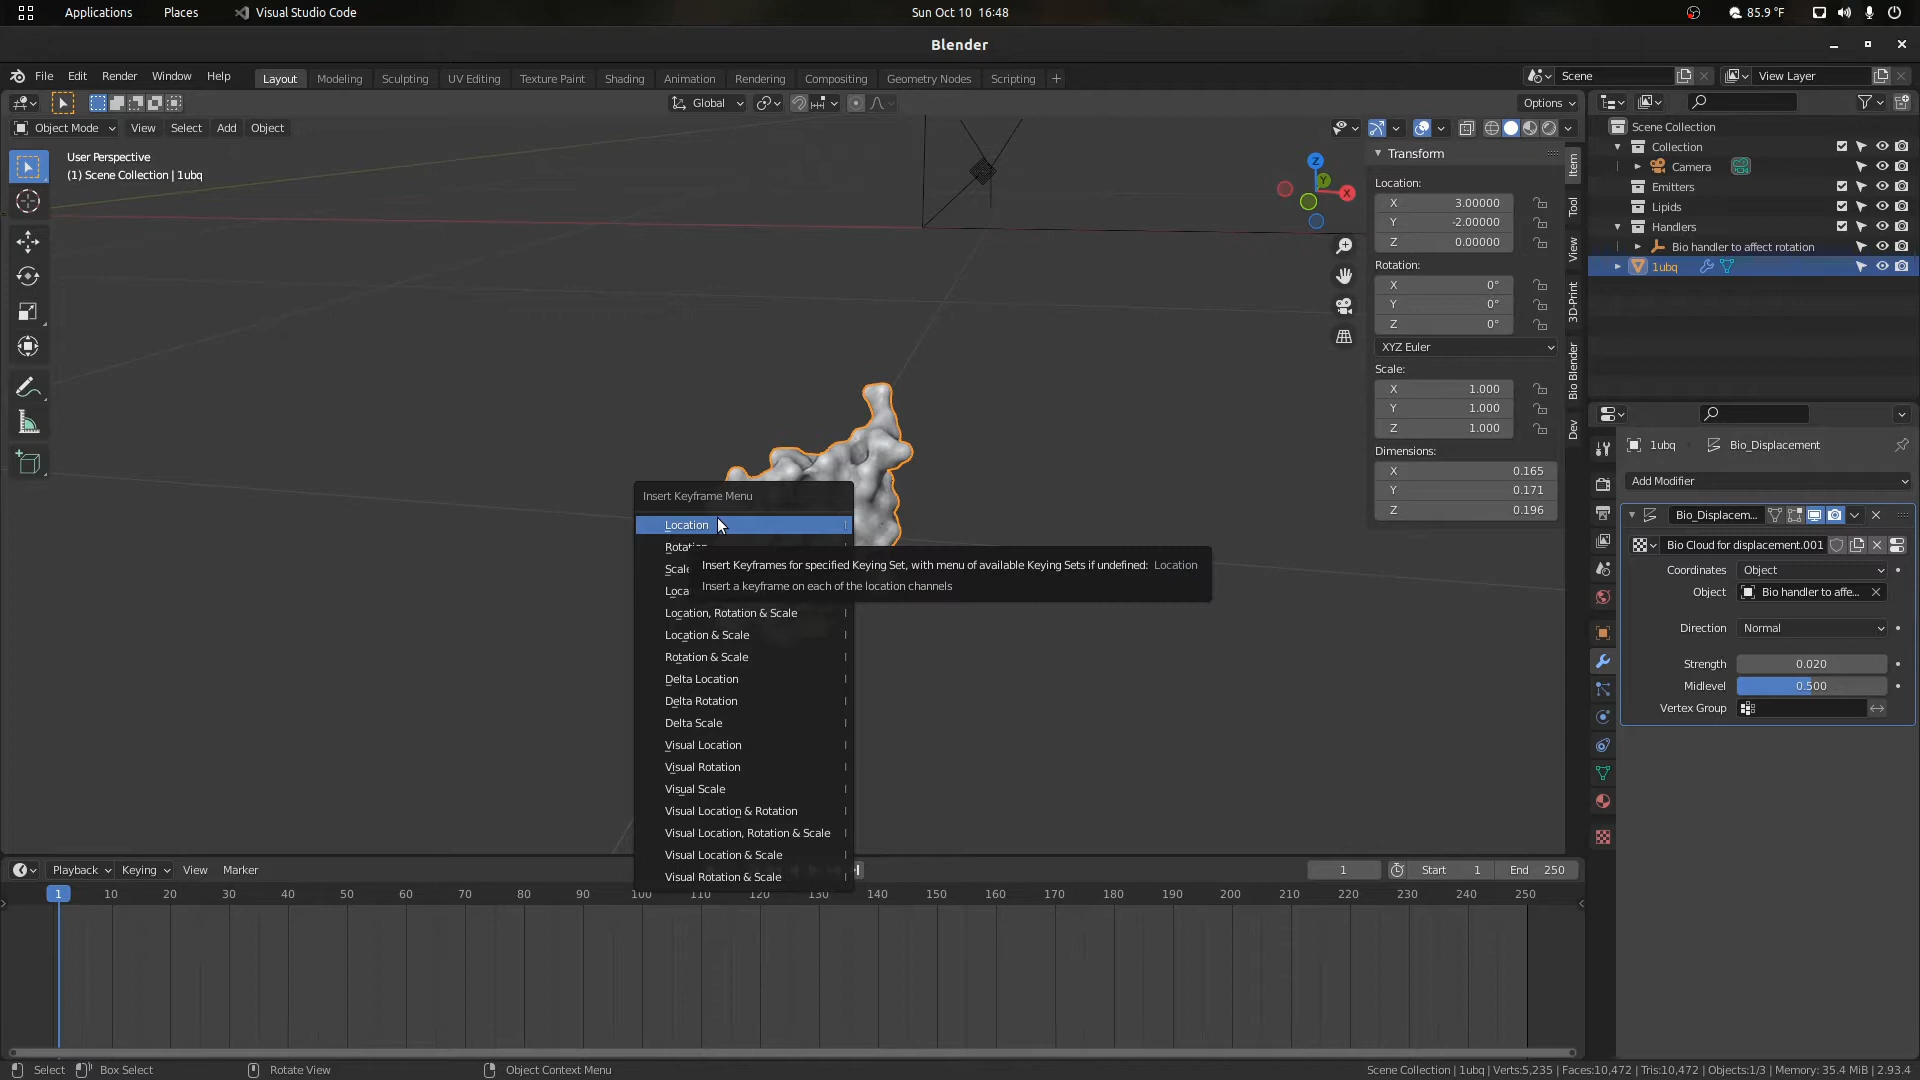 Applications Places Visual Studio Code Sun Oct 10 16:48 85.9 °F
Blender
File Edit Render Window Help Layout Modeling Sculpting UV Editing Texture Paint Shading Animation Rendering Compositing Geometry Nodes Scripting + Scene View Layer
Global Options
Object Mode View Select Add Object
User Perspective
(1) Scene Collection | 1ubq
Z
Y
X
Transform
Location:
X 3.00000
Y -2.00000
Z 0.00000
Rotation:
X 0°
Y 0°
Z 0°
XYZ Euler
Scale:
X 1.000
Y 1.000
Z 1.000
Dimensions:
X 0.165
Y 0.171
Z 0.196
Item
Tool
View
3D-Print
Bio Blender
Dev
Scene Collection
Collection
Camera
Emitters
Lipids
Handlers
Bio handler to affect rotation
1ubq
1ubq Bio_Displacement
Add Modifier
Bio_Displacem...
Bio Cloud for displacement.001
Coordinates Object
Object Bio handler to affe...
Direction Normal
Strength 0.020
Midlevel 0.500
Vertex Group
Insert Keyframe Menu
Location I
Rotation
Scale
Loca
Insert Keyframes for specified Keying Set, with menu of available Keying Sets if undefined: Location
Insert a keyframe on each of the location channels
Location, Rotation & Scale I
Location & Scale I
Rotation & Scale I
Delta Location I
Delta Rotation I
Delta Scale I
Visual Location I
Visual Rotation I
Visual Scale I
Visual Location & Rotation I
Visual Location, Rotation & Scale I
Visual Location & Scale I
Visual Rotation & Scale I
Playback Keying View Marker 1 Start 1 End 250
1 10 20 30 40 50 60 70 80 90 100 110 120 130 140 150 160 170 180 190 200 210 220 230 240 250
Select Box Select Rotate View Object Context Menu Scene Collection | 1ubq | Verts:5,235 | Faces:10,472 | Tris:10,472 | Objects:1/3 | Memory: 35.4 MiB | 2.93.4